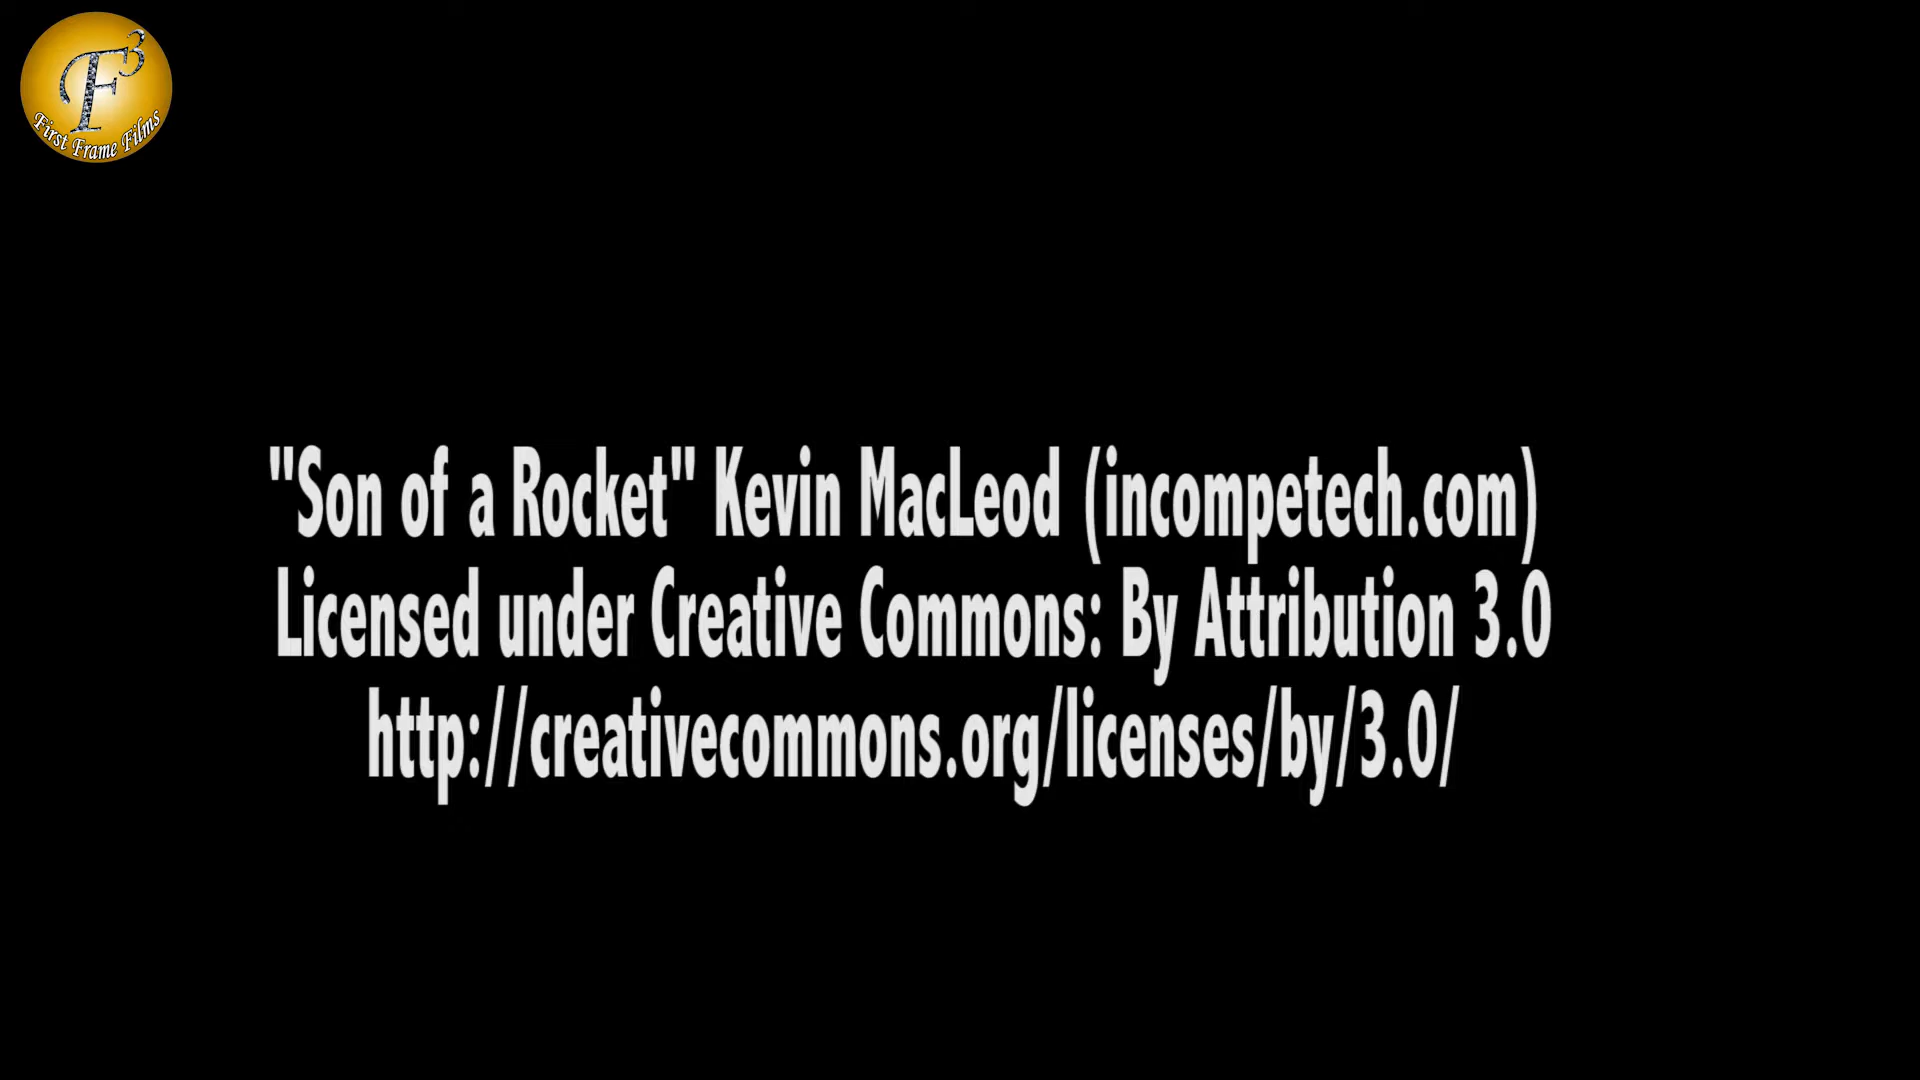 F3
First Frame Films
"Son of a Rocket" Kevin MacLeod (incompetech.com)
Licensed under Creative Commons: By Attribution 3.0
http://creativecommons.org/licenses/by/3.0/